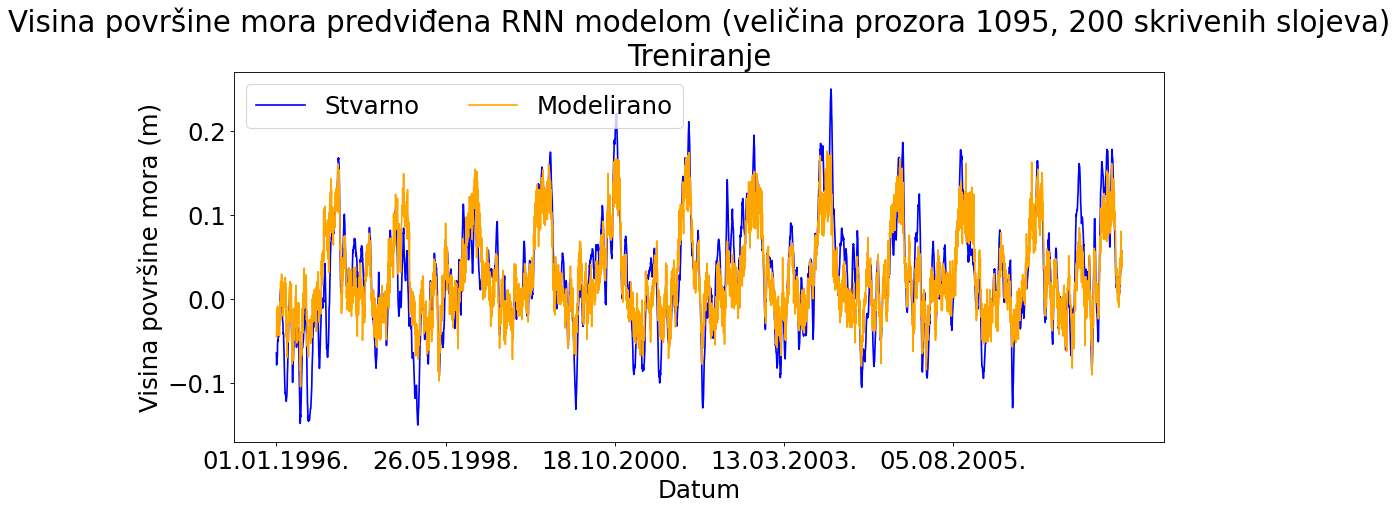 Visina površine mora predviđena RNN modelom (veličina prozora 1095, 200 skrivenih slojeva)
Treniranje
Stvarno Modelirano
Visina površine mora (m)
0.2
0.1
0.0
−0.1
01.01.1996. 26.05.1998. 18.10.2000. 13.03.2003. 05.08.2005.
Datum